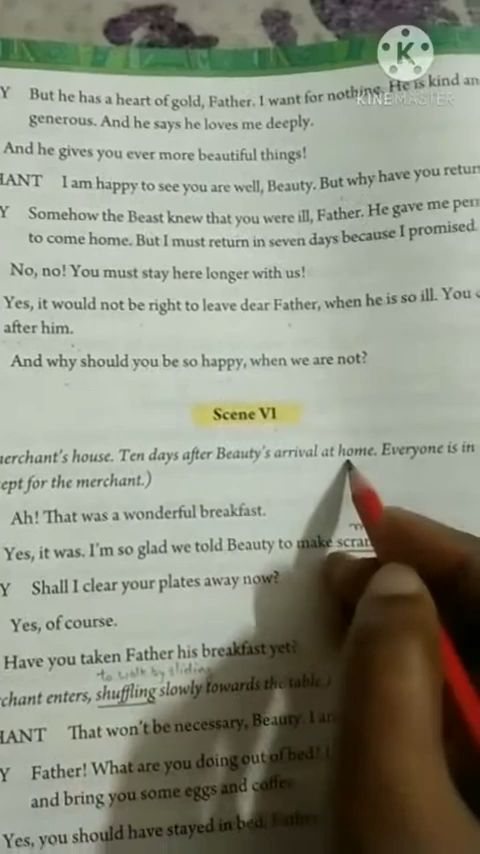 K
KINEMASTER
Y But he has a heart of gold, Father. I want for nothing. He is kind an
generous. And he says he loves me deeply.
And he gives you ever more beautiful things!
HANT I am happy to see you are well, Beauty. But why have you return
Y Somehow the Beast knew that you were ill, Father. He gave me per
to come home. But I must return in seven days because I promised.
No, no! You must stay here longer with us!
Yes, it would not be right to leave dear Father, when he is so ill. You
after him.
And why should you be so happy, when we are not?
Scene VI
merchant's house. Ten days after Beauty's arrival at home. Everyone is in
ept for the merchant.)
Ah! That was a wonderful breakfast.
Yes, it was. I'm so glad we told Beauty to make scram
Y Shall I clear your plates away now?
Yes, of course.
Have you taken Father his breakfast yet?
to walk by sliding
chant enters, shuffling slowly towards the table.)
HANT That won't be necessary, Beauty. I a
Y Father! What are you doing out of bed! I
and bring you some eggs and coffee
Yes, you should have stayed in bed, Father